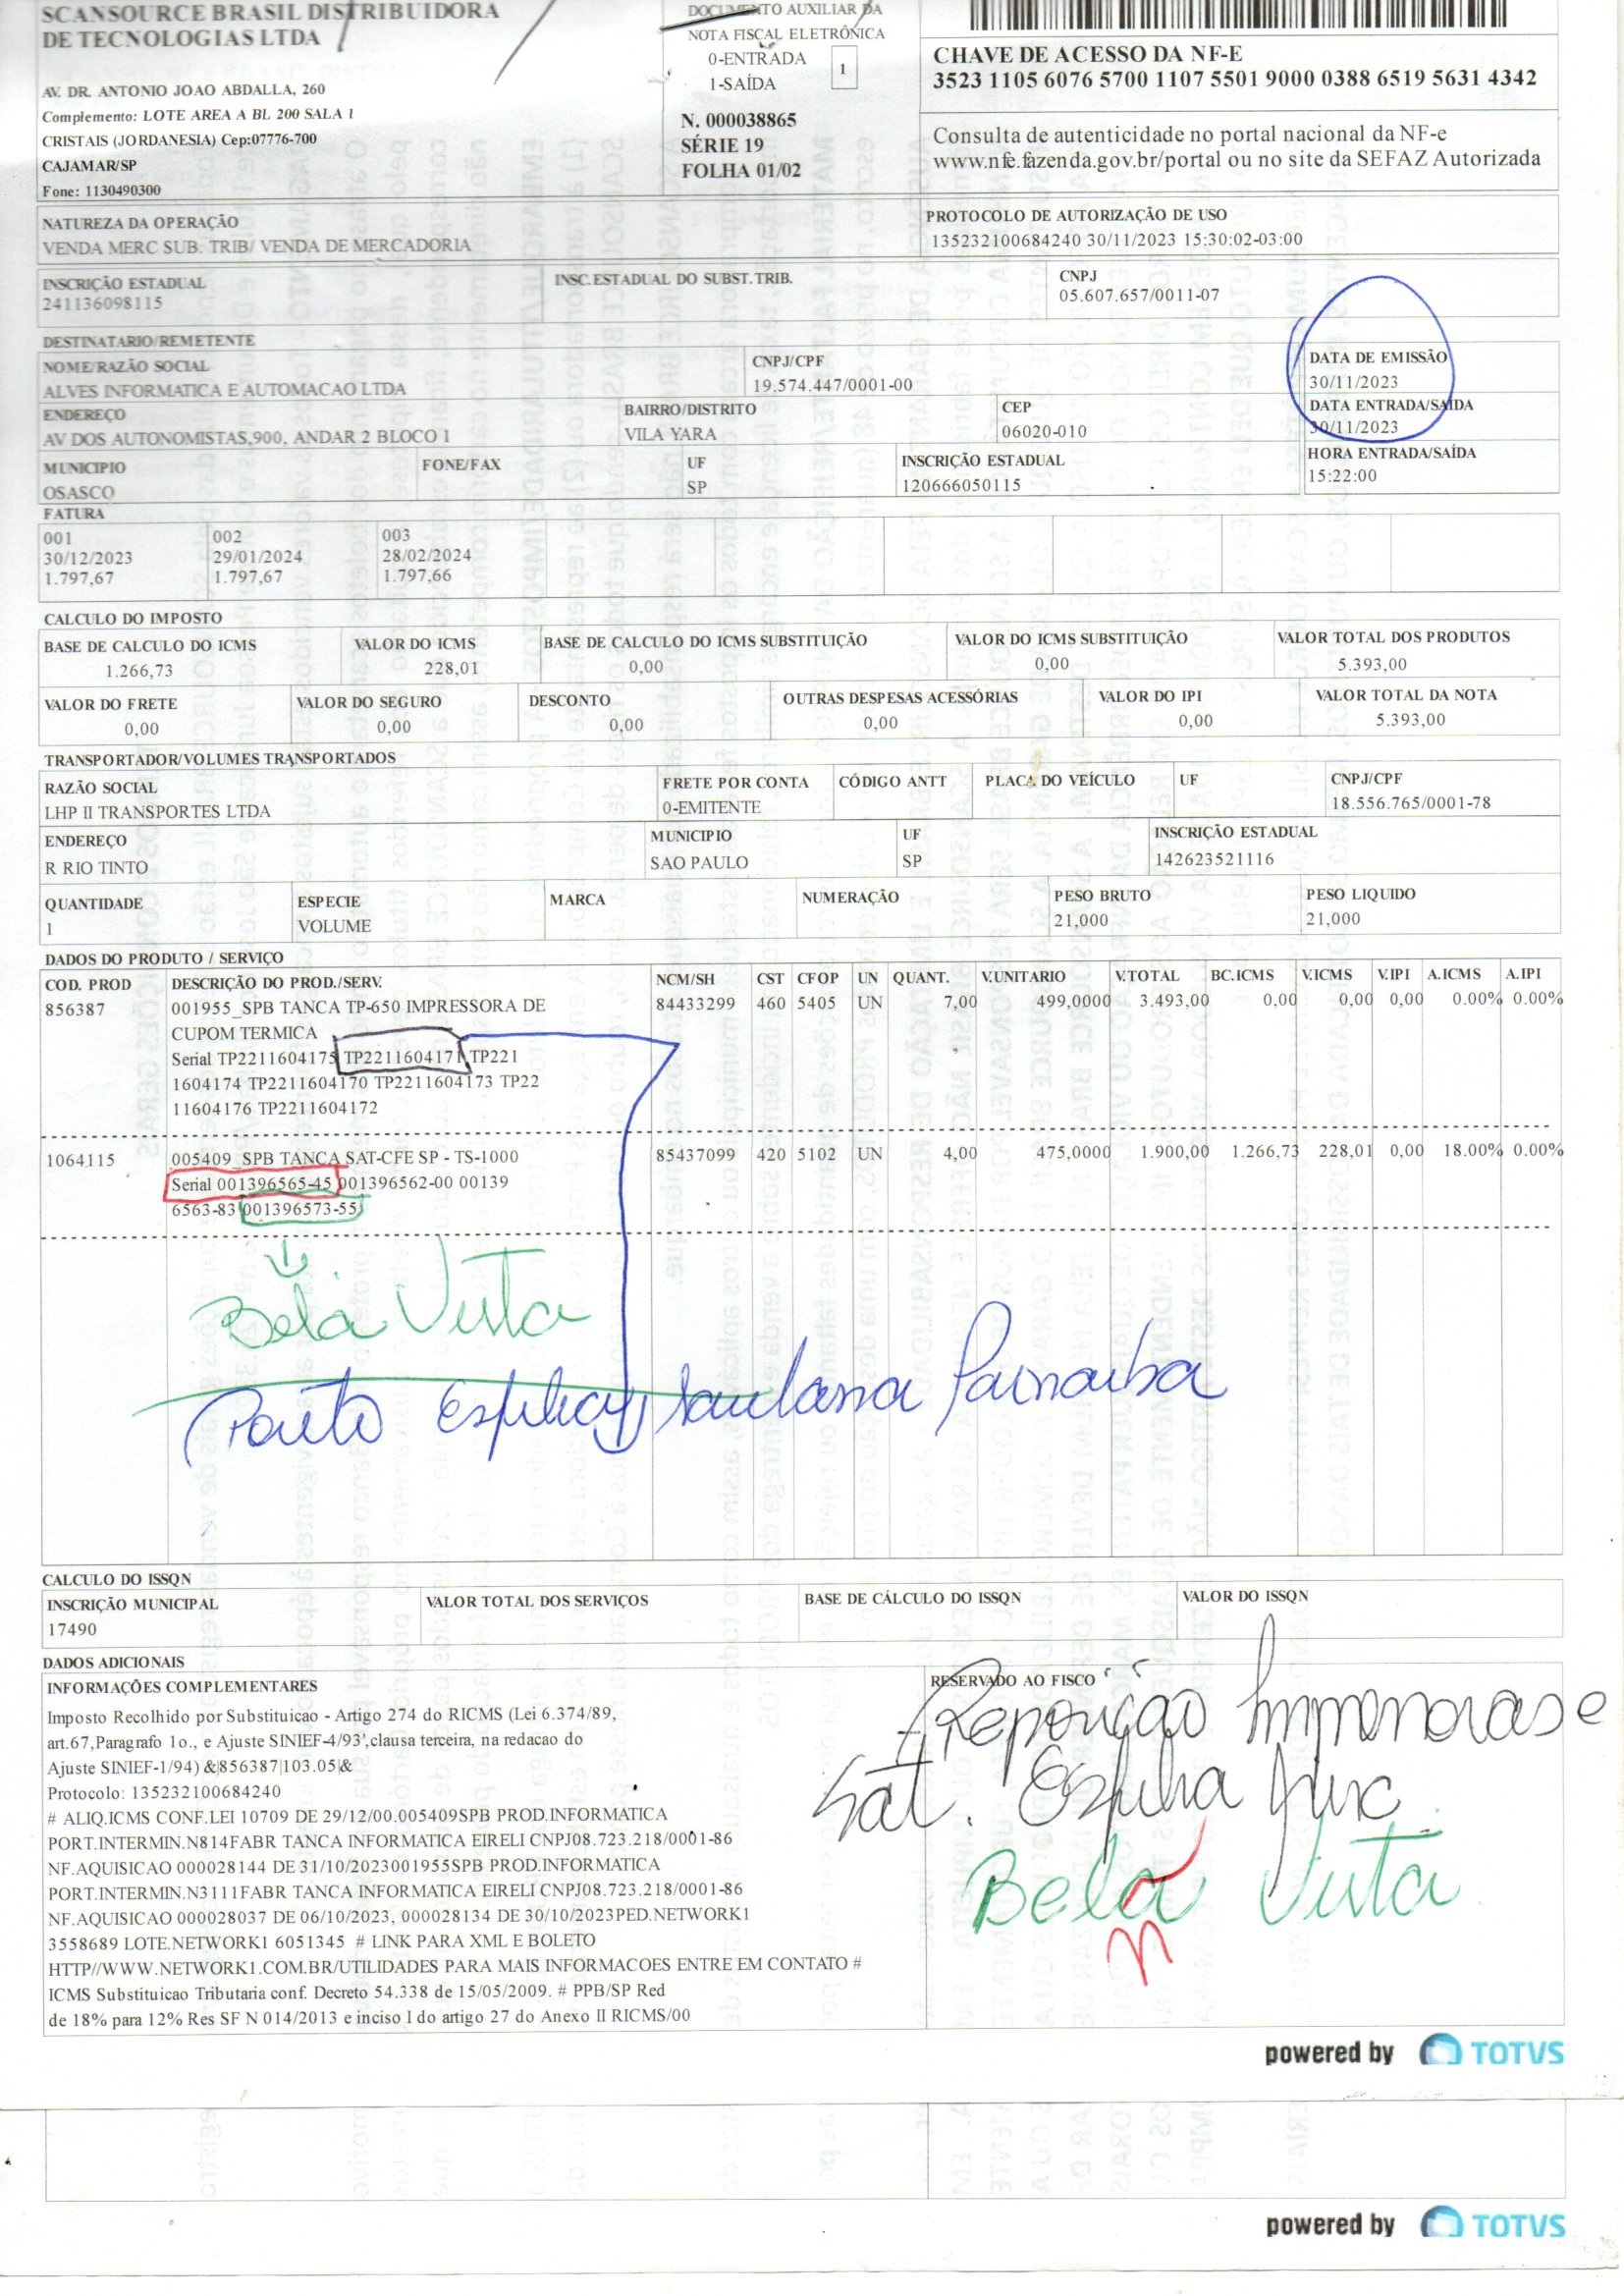 SCANSOURCE BRASIL DISTRIBUIDORA
DE TECNOLOGIAS LTDA
AV. DR. ANTONIO JOAO ABDALLA, 260
Complemento: LOTE AREA A BL 200 SALA 1
CRISTAIS (JORDANESIA) Cep:07776-700
CAJAMAR/SP
Fone: 1130490300
DOCUMENTO AUXILIAR DA
NOTA FISCAL ELETRÔNICA
0-ENTRADA
1-SAÍDA
1
N. 000038865
SÉRIE 19
FOLHA 01/02
CHAVE DE ACESSO DA NF-E
3523 1105 6076 5700 1107 5501 9000 0388 6519 5631 4342
Consulta de autenticidade no portal nacional da NF-e
www.nfe.fazenda.gov.br/portal ou no site da SEFAZ Autorizada
NATUREZA DA OPERAÇÃO
VENDA MERC SUB. TRIB/ VENDA DE MERCADORIA
PROTOCOLO DE AUTORIZAÇÃO DE USO
135232100684240 30/11/2023 15:30:02-03:00
INSCRIÇÃO ESTADUAL
241136098115
INSC.ESTADUAL DO SUBST.TRIB.
CNPJ
05.607.657/0011-07
DESTINATARIO/REMETENTE
NOME/RAZÃO SOCIAL
ALVES INFORMATICA E AUTOMACAO LTDA
CNPJ/CPF
19.574.447/0001-00
DATA DE EMISSÃO
30/11/2023
ENDEREÇO
AV DOS AUTONOMISTAS,900, ANDAR 2 BLOCO 1
BAIRRO/DISTRITO
VILA YARA
CEP
06020-010
DATA ENTRADA/SAÍDA
30/11/2023
MUNICIPIO
OSASCO
FONE/FAX
UF
SP
INSCRIÇÃO ESTADUAL
120666050115
HORA ENTRADA/SAÍDA
15:22:00
FATURA
001 002 003
30/12/2023 29/01/2024 28/02/2024
1.797,67 1.797,67 1.797,66
CALCULO DO IMPOSTO
BASE DE CALCULO DO ICMS VALOR DO ICMS BASE DE CALCULO DO ICMS SUBSTITUIÇÃO VALOR DO ICMS SUBSTITUIÇÃO VALOR TOTAL DOS PRODUTOS
1.266,73 228,01 0,00 0,00 5.393,00
VALOR DO FRETE VALOR DO SEGURO DESCONTO OUTRAS DESPESAS ACESSÓRIAS VALOR DO IPI VALOR TOTAL DA NOTA
0,00 0,00 0,00 0,00 0,00 5.393,00
TRANSPORTADOR/VOLUMES TRANSPORTADOS
RAZÃO SOCIAL FRETE POR CONTA CÓDIGO ANTT PLACA DO VEÍCULO UF CNPJ/CPF
LHP II TRANSPORTES LTDA 0-EMITENTE 18.556.765/0001-78
ENDEREÇO MUNICIPIO UF INSCRIÇÃO ESTADUAL
R RIO TINTO SAO PAULO SP 142623521116
QUANTIDADE ESPECIE MARCA NUMERAÇÃO PESO BRUTO PESO LIQUIDO
1 VOLUME 21,000 21,000
DADOS DO PRODUTO / SERVIÇO
COD. PROD DESCRIÇÃO DO PROD./SERV. NCM/SH CST CFOP UN QUANT. V.UNITARIO V.TOTAL BC.ICMS V.ICMS V.IPI A.ICMS A.IPI
856387 001955_SPB TANCA TP-650 IMPRESSORA DE 84433299 460 5405 UN 7,00 499,0000 3.493,00 0,00 0,00 0,00 0.00% 0.00%
CUPOM TERMICA
Serial TP2211604175 TP2211604171 TP221
1604174 TP2211604170 TP2211604173 TP22
11604176 TP2211604172
1064115 005409_SPB TANCA SAT-CFE SP - TS-1000 85437099 420 5102 UN 4,00 475,0000 1.900,00 1.266,73 228,01 0,00 18.00% 0.00%
Serial 001396565-45 001396562-00 00139
6563-83 001396573-55
Bela Vista
Santana Parnaiba
CALCULO DO ISSQN
INSCRIÇÃO MUNICIPAL VALOR TOTAL DOS SERVIÇOS BASE DE CÁLCULO DO ISSQN VALOR DO ISSQN
17490
DADOS ADICIONAIS
INFORMAÇÕES COMPLEMENTARES
Imposto Recolhido por Substituicao - Artigo 274 do RICMS (Lei 6.374/89,
art.67,Paragrafo 1o., e Ajuste SINIEF-4/93',clausa terceira, na redacao do
Ajuste SINIEF-1/94) &|856387|103.05|&
Protocolo: 135232100684240
# ALIQ.ICMS CONF.LEI 10709 DE 29/12/00.005409SPB PROD.INFORMATICA
PORT.INTERMIN.N814FABR TANCA INFORMATICA EIRELI CNPJ08.723.218/0001-86
NF.AQUISICAO 000028144 DE 31/10/2023001955SPB PROD.INFORMATICA
PORT.INTERMIN.N3111FABR TANCA INFORMATICA EIRELI CNPJ08.723.218/0001-86
NF.AQUISICAO 000028037 DE 06/10/2023, 000028134 DE 30/10/2023PED.NETWORK1
3558689 LOTE.NETWORK1 6051345 # LINK PARA XML E BOLETO
HTTP//WWW.NETWORK1.COM.BR/UTILIDADES PARA MAIS INFORMACOES ENTRE EM CONTATO #
ICMS Substituicao Tributaria conf. Decreto 54.338 de 15/05/2009. # PPB/SP Red
de 18% para 12% Res SF N 014/2013 e inciso I do artigo 27 do Anexo II RICMS/00
RESERVADO AO FISCO
Reposição
Sat.
Bela Vista
powered by TOTVS
powered by TOTVS